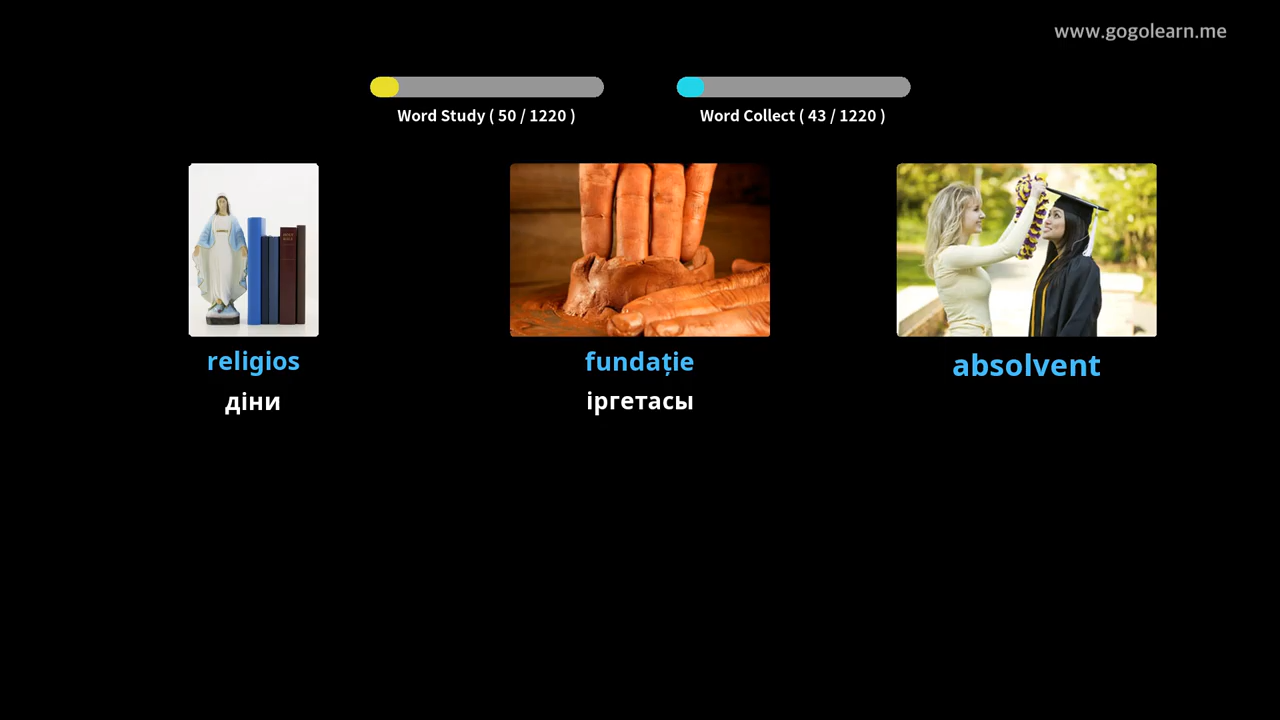 www.gogolearn.me
Word Study ( 50 / 1220 )
Word Collect ( 43 / 1220 )
religios
fundație
absolvent
діни
іргетасы